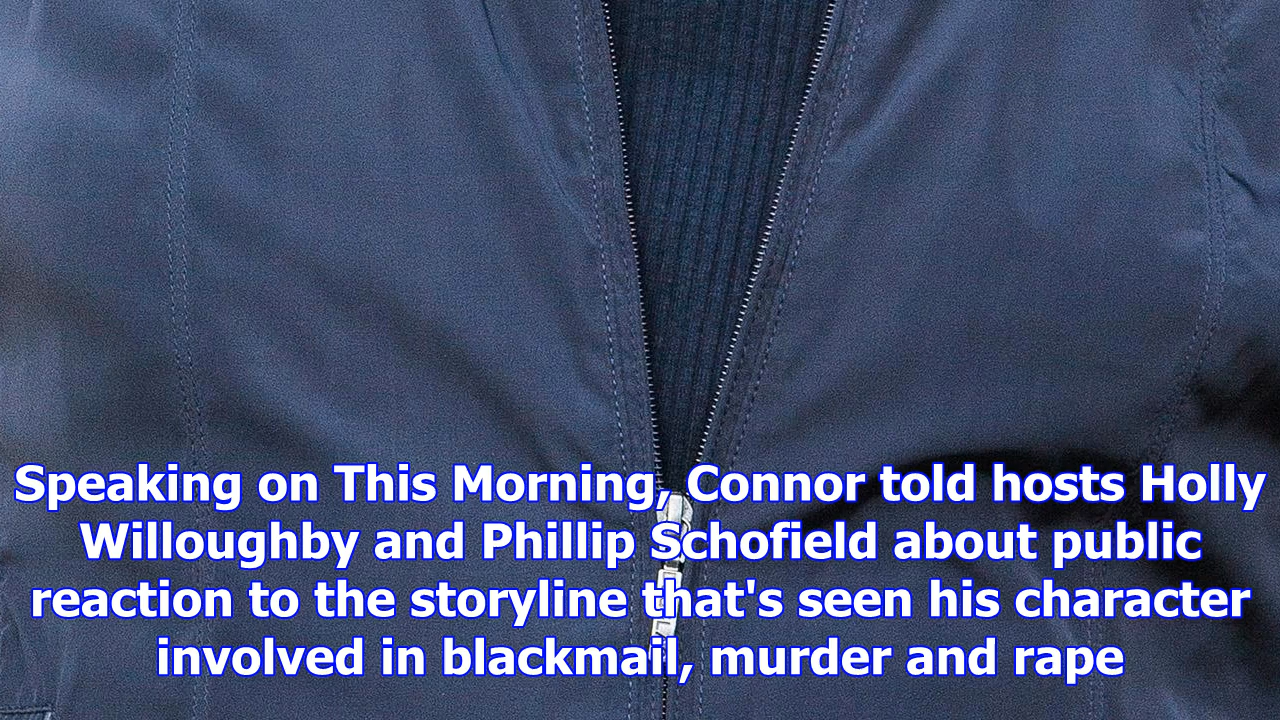 Speaking on This Morning, Connor told hosts Holly
Willoughby and Phillip Schofield about public
reaction to the storyline that's seen his character
involved in blackmail, murder and rape